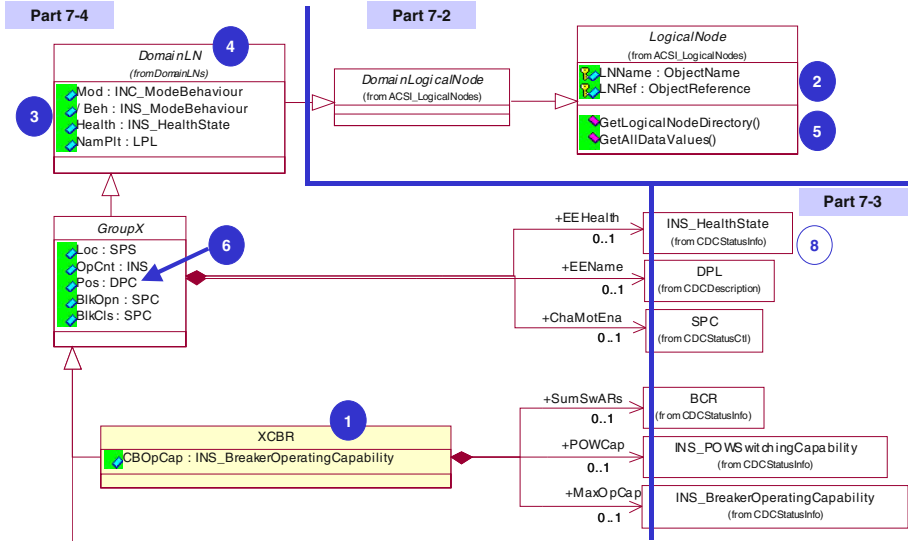 Part 7-4
Part 7-2
DomainLN
(fromDomainLNs)
4
Mod : INC_ModeBehaviour
/ Beh : INS_ModeBehaviour
Health : INS_HealthState
NamPlt : LPL
3
DomainLogicalNode
(from ACSI_LogicalNodes)
LogicalNode
(from ACSI_LogicalNodes)
LNName : ObjectName
LNRef : ObjectReference
2
GetLogicalNodeDirectory()
GetAllDataValues()
5
Part 7-3
GroupX
Loc : SPS
OpCnt : INS
Pos : DPC
BlkOpn : SPC
BlkCls : SPC
6
+EEHealth
0..1
INS_HealthState
(from CDCStatusInfo)
8
+EEName
0..1
DPL
(from CDCDescription)
+ChaMotEna
0..1
SPC
(from CDCStatusCtl)
1
XCBR
CBOpCap : INS_BreakerOperatingCapability
+SumSwARs
0..1
BCR
(from CDCStatusInfo)
+POWCap
0..1
INS_POWSwitchingCapability
(from CDCStatusInfo)
+MaxOpCap
0..1
INS_BreakerOperatingCapability
(from CDCStatusInfo)